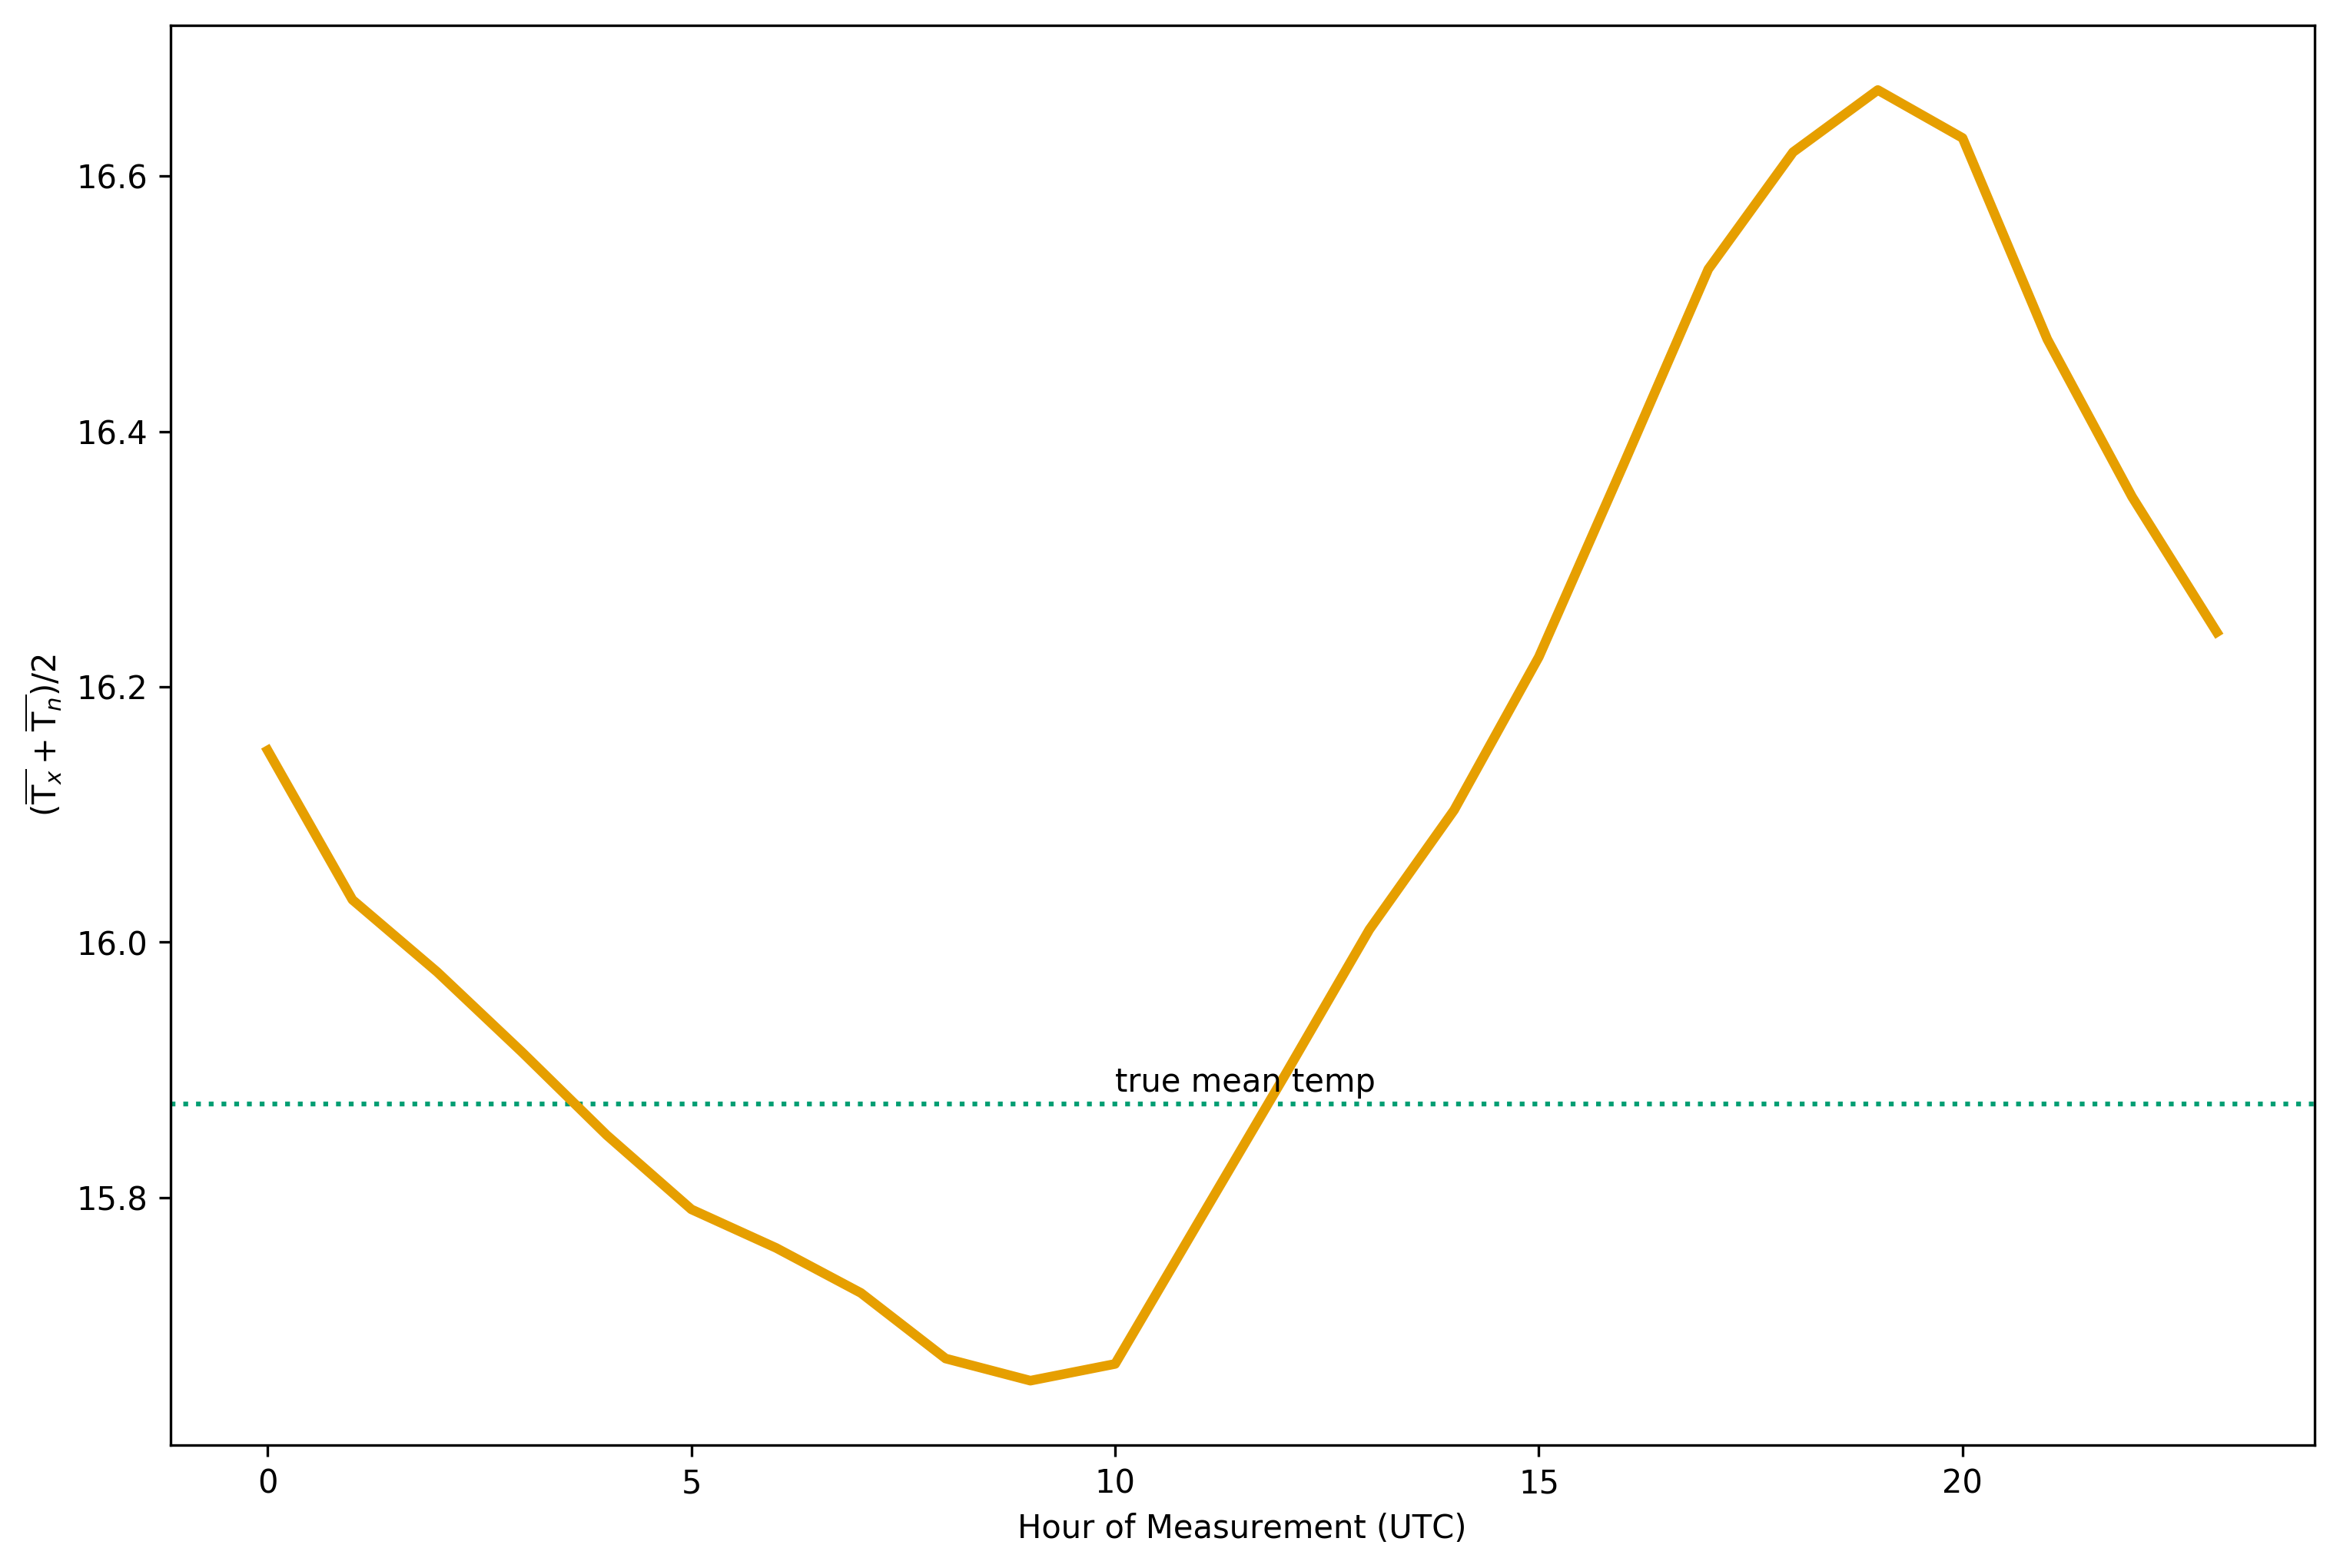 16.6
16.4
16.2
16.0
15.8
(T̅ₓ + T̅ₙ)/2
true mean temp
0 5 10 15 20
Hour of Measurement (UTC)